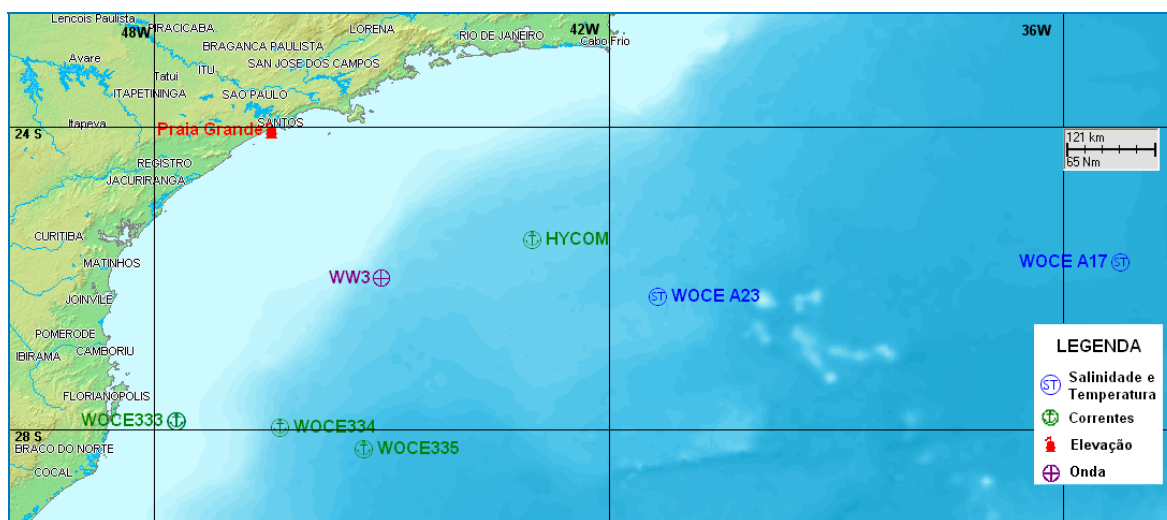 Lencois Paulista
48W
PIRACICABA
LORENA
RIO DE JANEIRO
42W
Cabo Frio
36W
BRAGANCA PAULISTA
Avare
ITU
SAN JOSE DOS CAMPOS
Tatui
ITAPETININGA
SAO PAULO
Itapeva
SANTOS
Praia Grande
24 S
121 km
65 Nm
REGISTRO
JACURIRANGA
CURITIBA
HYCOM
MATINHOS
WW3
WOCE A17
ST
JOINVILE
ST
WOCE A23
POMERODE
CAMBORIU
IBIRAMA
LEGENDA
FLORIANOPOLIS
ST
Salinidade e
Temperatura
WOCE333
WOCE334
Correntes
28 S
BRACO DO NORTE
WOCE335
Elevação
COCAL
Onda